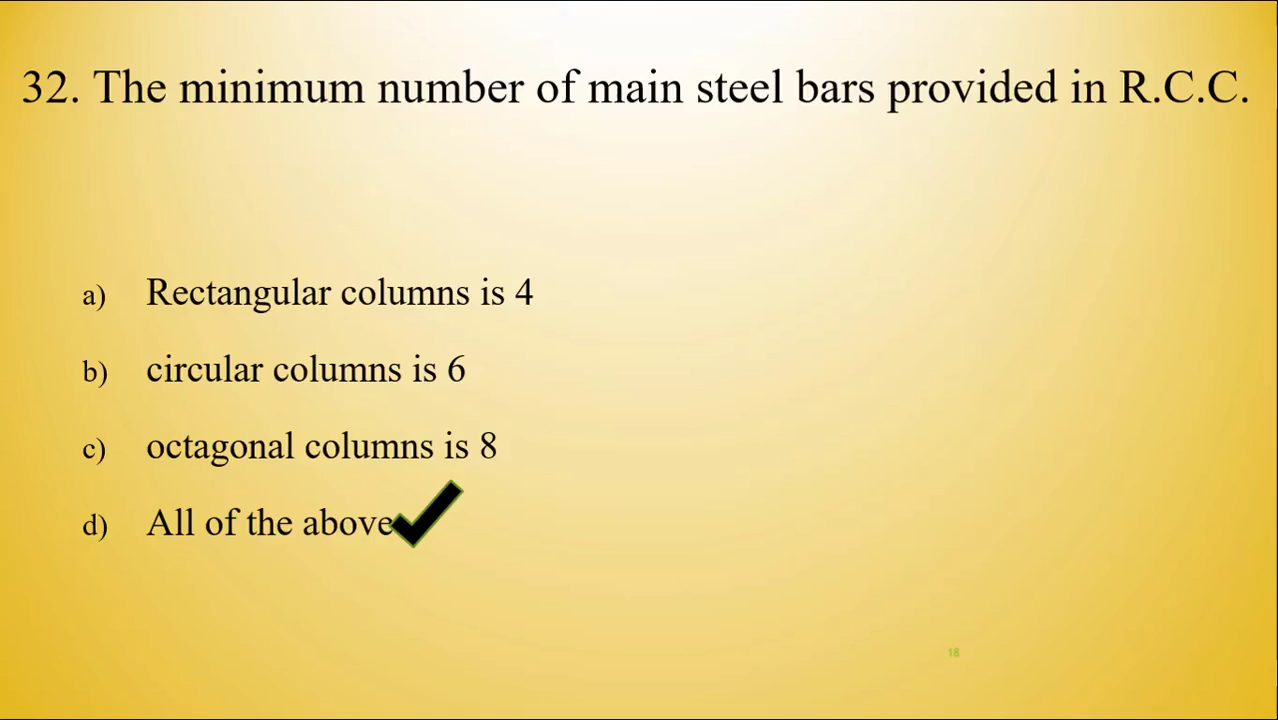 32. The minimum number of main steel bars provided in R.C.C.
a) Rectangular columns is 4
b) circular columns is 6
c) octagonal columns is 8
d) All of the above
18